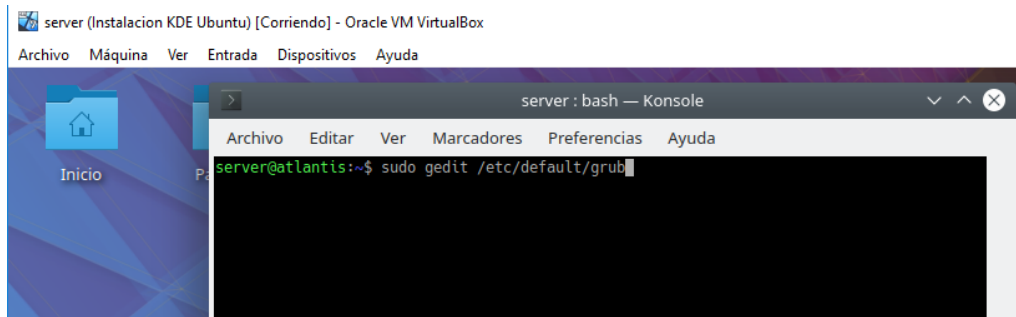 server (Instalacion KDE Ubuntu) [Corriendo] - Oracle VM VirtualBox
Archivo Máquina Ver Entrada Dispositivos Ayuda
server : bash — Konsole
Archivo Editar Ver Marcadores Preferencias Ayuda
server@atlantis:~$ sudo gedit /etc/default/grub
Inicio